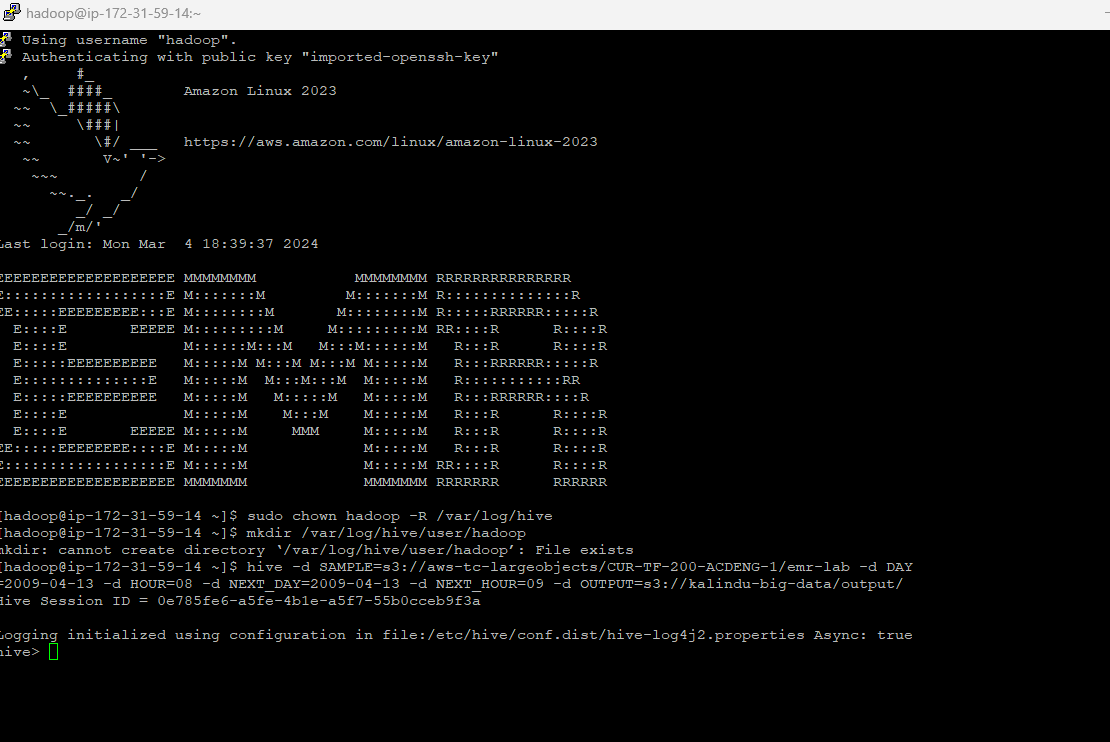 hadoop@ip-172-31-59-14:~
Using username "hadoop".
Authenticating with public key "imported-openssh-key"
   ,     #_
   ~\_  ####_        Amazon Linux 2023
  ~~  \_#####\
  ~~     \###|
  ~~       \#/ ___   https://aws.amazon.com/linux/amazon-linux-2023
   ~~       V~' '->
    ~~~         /
      ~~._.   _/
         _/ _/
       _/m/'
Last login: Mon Mar  4 18:39:37 2024
EEEEEEEEEEEEEEEEEEEE MMMMMMMM           MMMMMMMM RRRRRRRRRRRRRRR
E::::::::::::::::::E M:::::::M         M:::::::M R::::::::::::::R
EE:::::EEEEEEEEE:::E M::::::::M       M::::::::M R:::::RRRRRR:::::R
  E::::E       EEEEE M:::::::::M     M:::::::::M RR::::R      R::::R
  E::::E             M::::::M:::M   M:::M::::::M   R:::R      R::::R
  E:::::EEEEEEEEEE   M:::::M M:::M M:::M M:::::M   R:::RRRRRR:::::R
  E::::::::::::::E   M:::::M  M:::M:::M  M:::::M   R:::::::::::RR
  E:::::EEEEEEEEEE   M:::::M   M:::::M   M:::::M   R:::RRRRRR::::R
  E::::E             M:::::M    M:::M    M:::::M   R:::R      R::::R
  E::::E       EEEEE M:::::M     MMM     M:::::M   R:::R      R::::R
EE:::::EEEEEEEE::::E M:::::M             M:::::M   R:::R      R::::R
E::::::::::::::::::E M:::::M             M:::::M RR::::R      R::::R
EEEEEEEEEEEEEEEEEEEE MMMMMMM             MMMMMMM RRRRRRR      RRRRRR
[hadoop@ip-172-31-59-14 ~]$ sudo chown hadoop -R /var/log/hive
[hadoop@ip-172-31-59-14 ~]$ mkdir /var/log/hive/user/hadoop
mkdir: cannot create directory ‘/var/log/hive/user/hadoop’: File exists
[hadoop@ip-172-31-59-14 ~]$ hive -d SAMPLE=s3://aws-tc-largeobjects/CUR-TF-200-ACDENG-1/emr-lab -d DAY
=2009-04-13 -d HOUR=08 -d NEXT_DAY=2009-04-13 -d NEXT_HOUR=09 -d OUTPUT=s3://kalindu-big-data/output/
Hive Session ID = 0e785fe6-a5fe-4b1e-a5f7-55b0cceb9f3a
Logging initialized using configuration in file:/etc/hive/conf.dist/hive-log4j2.properties Async: true
hive>